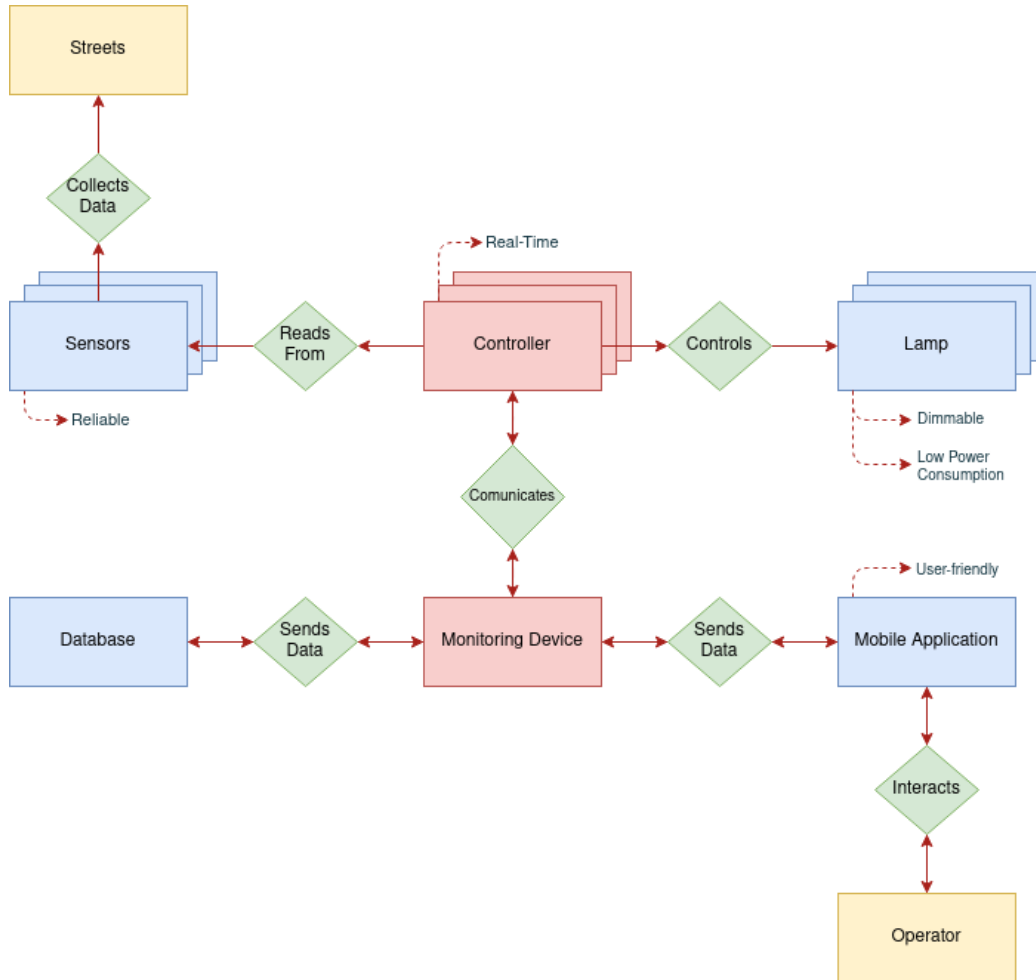 Streets
Collects
Data
Real-Time
Sensors
Reads
From
Controller
Controls
Lamp
Reliable
Dimmable
Low Power
Consumption
Comunicates
User-friendly
Database
Sends
Data
Monitoring Device
Sends
Data
Mobile Application
Interacts
Operator